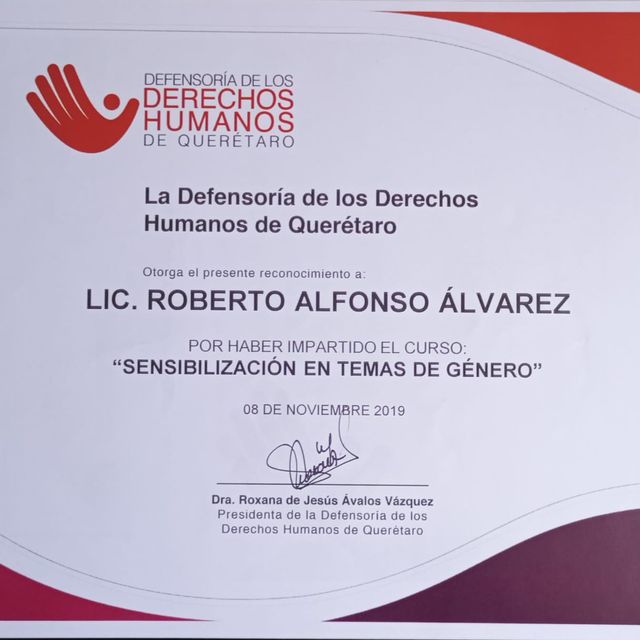 DEFENSORÍA DE LOS
DERECHOS
HUMANOS
DE QUERÉTARO
La Defensoría de los Derechos
Humanos de Querétaro
Otorga el presente reconocimiento a:
LIC. ROBERTO ALFONSO ÁLVAREZ
POR HABER IMPARTIDO EL CURSO:
“SENSIBILIZACIÓN EN TEMAS DE GÉNERO”
08 DE NOVIEMBRE 2019
Dra. Roxana de Jesús Ávalos Vázquez
Presidenta de la Defensoría de los
Derechos Humanos de Querétaro